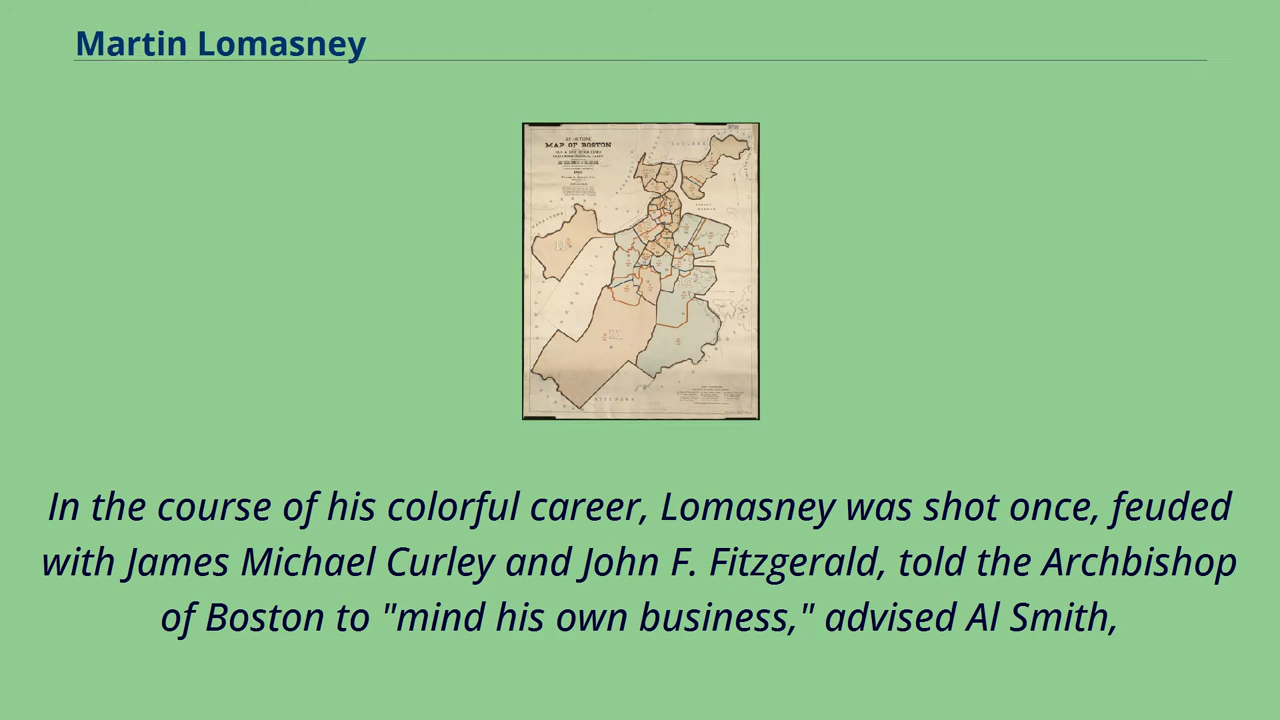 Martin Lomasney
MAP OF BOSTON
11
In the course of his colorful career, Lomasney was shot once, feuded
with James Michael Curley and John F. Fitzgerald, told the Archbishop
of Boston to "mind his own business," advised Al Smith,